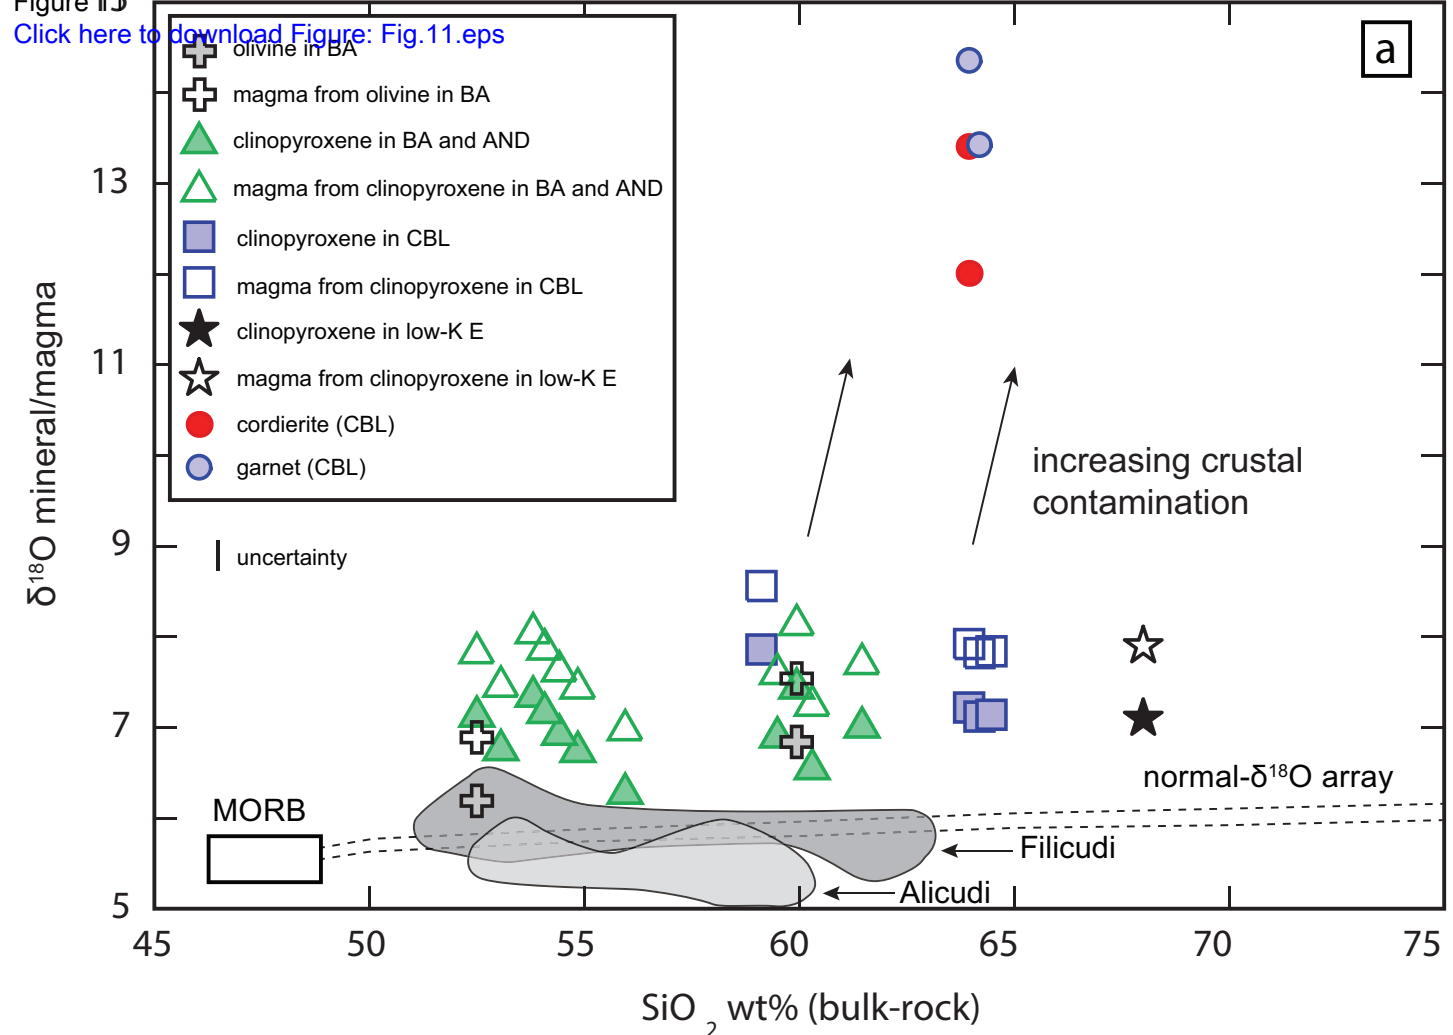 Figure 11
Click here to download Figure: Fig.11.eps
a
olivine in BA
magma from olivine in BA
clinopyroxene in BA and AND
magma from clinopyroxene in BA and AND
clinopyroxene in CBL
magma from clinopyroxene in CBL
clinopyroxene in low-K E
magma from clinopyroxene in low-K E
cordierite (CBL)
garnet (CBL)
uncertainty
increasing crustal
contamination
normal-δ¹⁸O array
MORB
Filicudi
Alicudi
δ¹⁸O mineral/magma
15
13
11
9
7
5
45
50
55
60
65
70
75
SiO₂ wt% (bulk-rock)